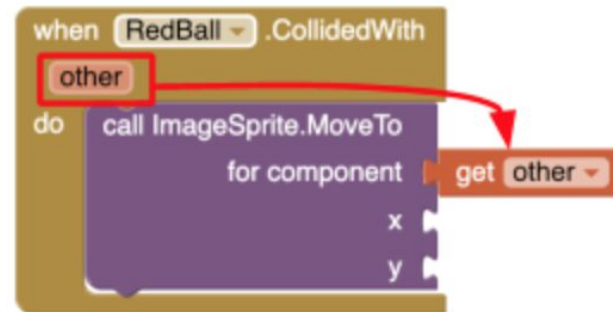 when RedBall .CollidedWith
other
do call ImageSprite.MoveTo
for component get other
x
y